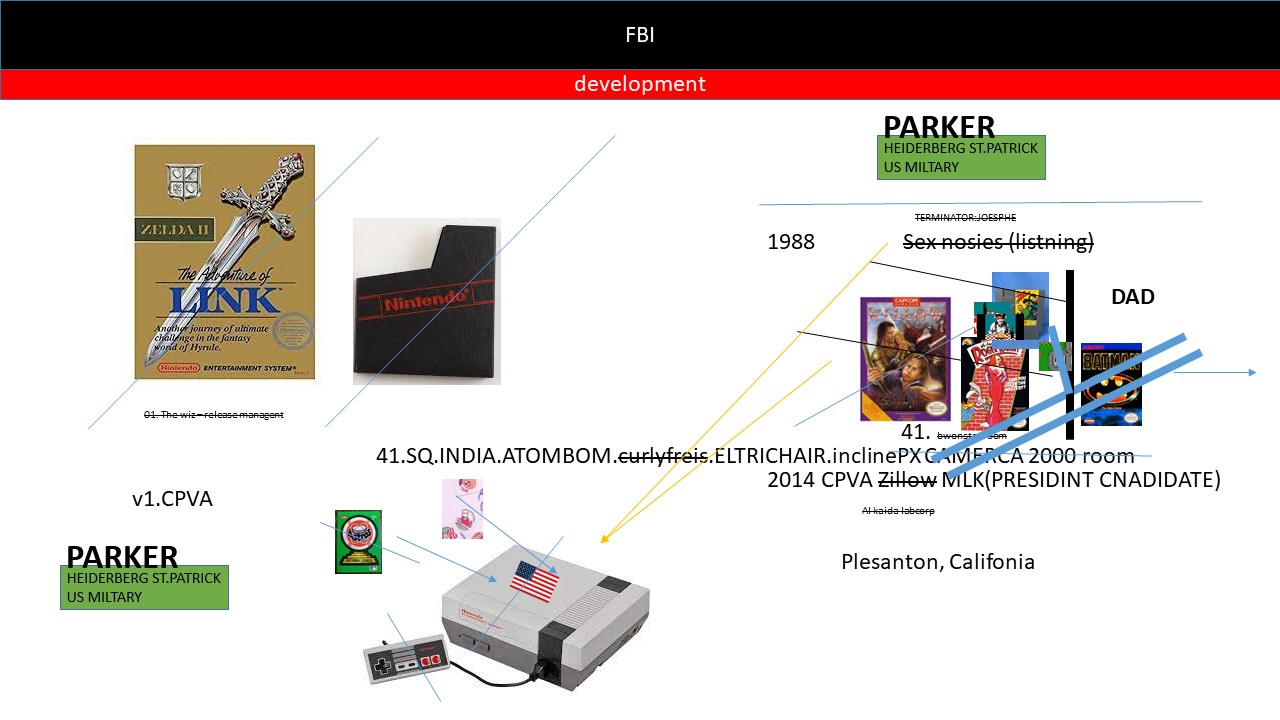 FBI
development
PARKER
HEIDERBERG ST.PATRICK
US MILTARY
TERMINATOR:JOESPHE
1988
Sex nosies (listning)
DAD
ZELDA II
The Adventure of
LINK
Another journey of ultimate
challenge in the fantasy
world of Hyrule.
Nintendo ENTERTAINMENT SYSTEM
Nintendo
CAPCOM
BATMAN
01. The wiz – release managent
41.
41.SQ.INDIA.ATOMBOM.curlyfreis.ELTRICHAIR.inclinePX CAMERCA 2000 room
2014 CPVA Zillow MLK(PRESIDINT CNADIDATE)
v1.CPVA
Al kaida labcorp
PARKER
HEIDERBERG ST.PATRICK
US MILTARY
Plesanton, Califonia
Nintendo